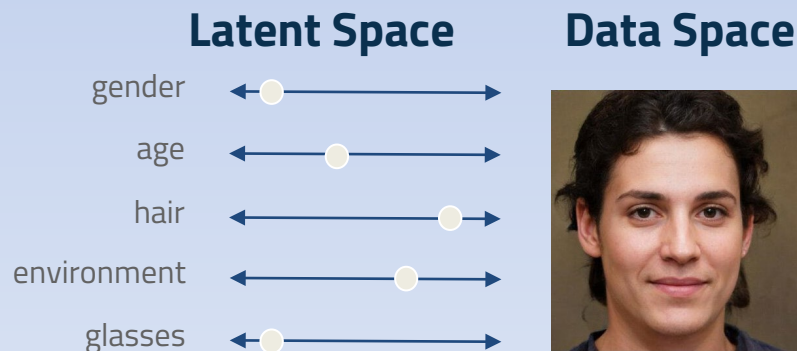 Latent Space
Data Space
gender
age
hair
environment
glasses